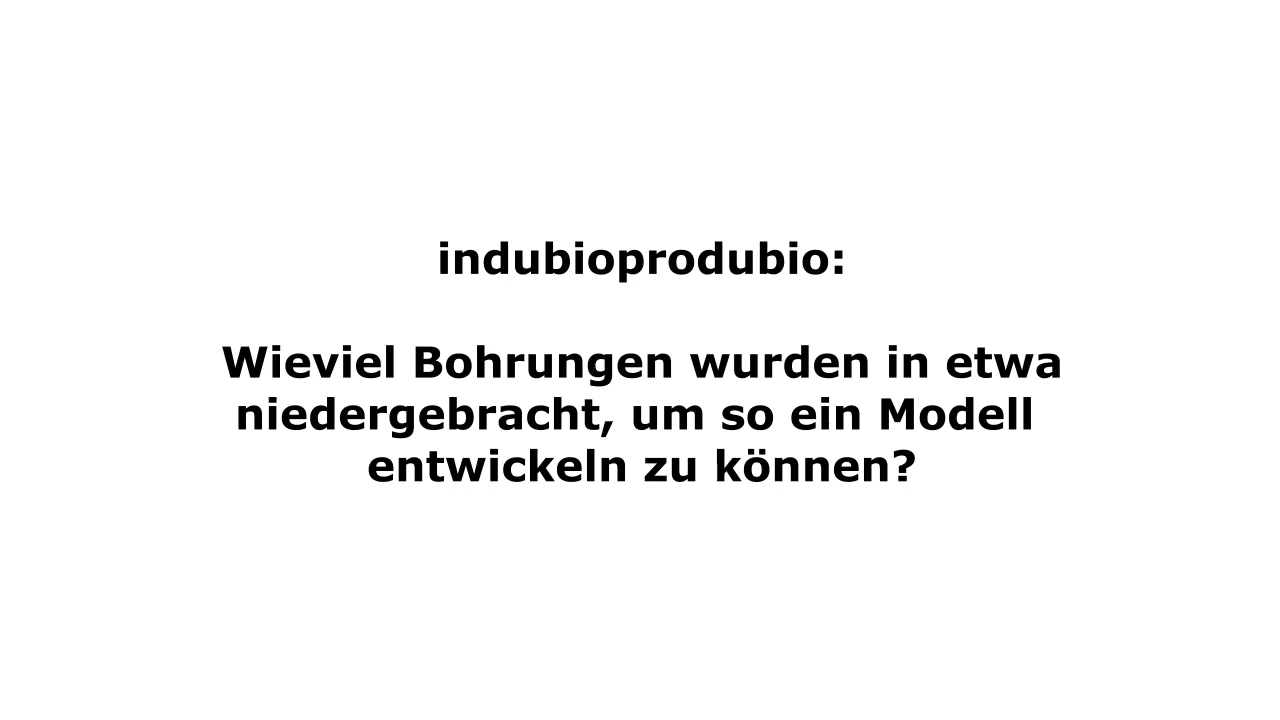 indubioprodubio:
Wieviel Bohrungen wurden in etwa
niedergebracht, um so ein Modell
entwickeln zu können?